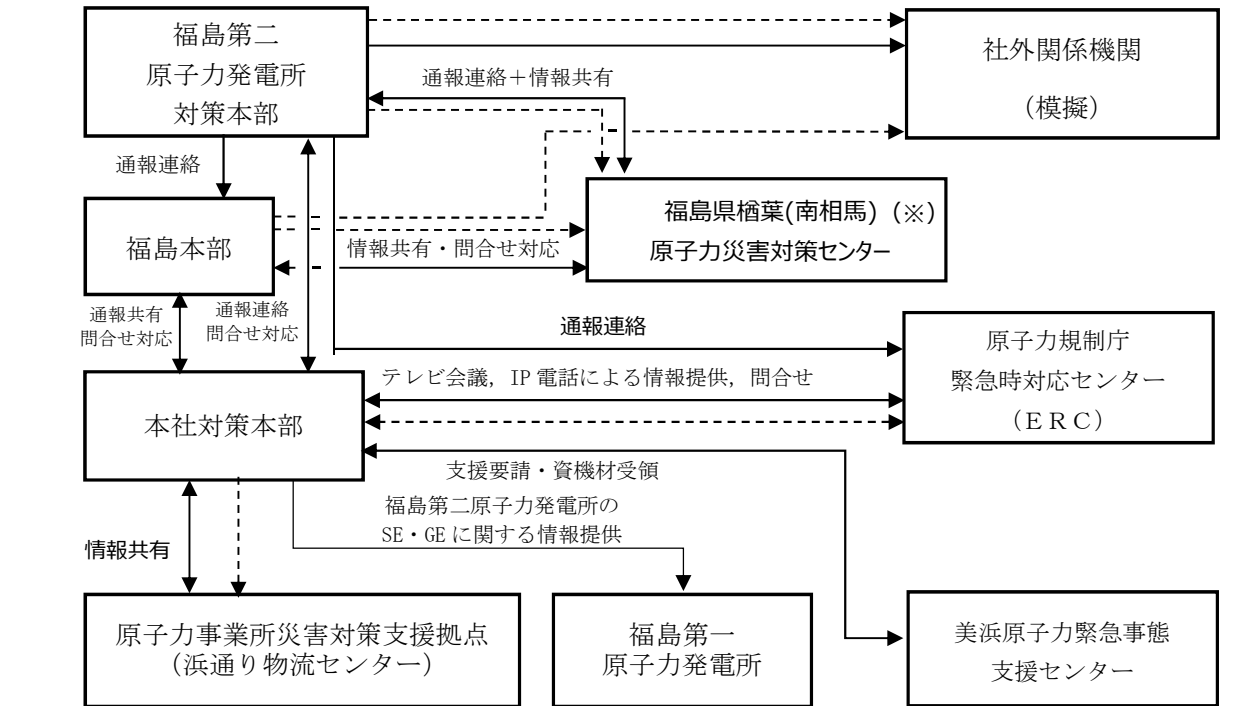 福島第二
原子力発電所
対策本部
社外関係機関
（模擬）
通報連絡＋情報共有
通報連絡
福島県楢葉(南相馬)（※）
原子力災害対策センター
福島本部
情報共有・問合せ対応
通報共有
問合せ対応
通報連絡
問合せ対応
通報連絡
原子力規制庁
緊急時対応センター
（ＥＲＣ）
テレビ会議，IP 電話による情報提供，問合せ
本社対策本部
支援要請・資機材受領
福島第二原子力発電所の
SE・GE に関する情報提供
情報共有
原子力事業所災害対策支援拠点
（浜通り物流センター）
福島第一
原子力発電所
美浜原子力緊急事態
支援センター